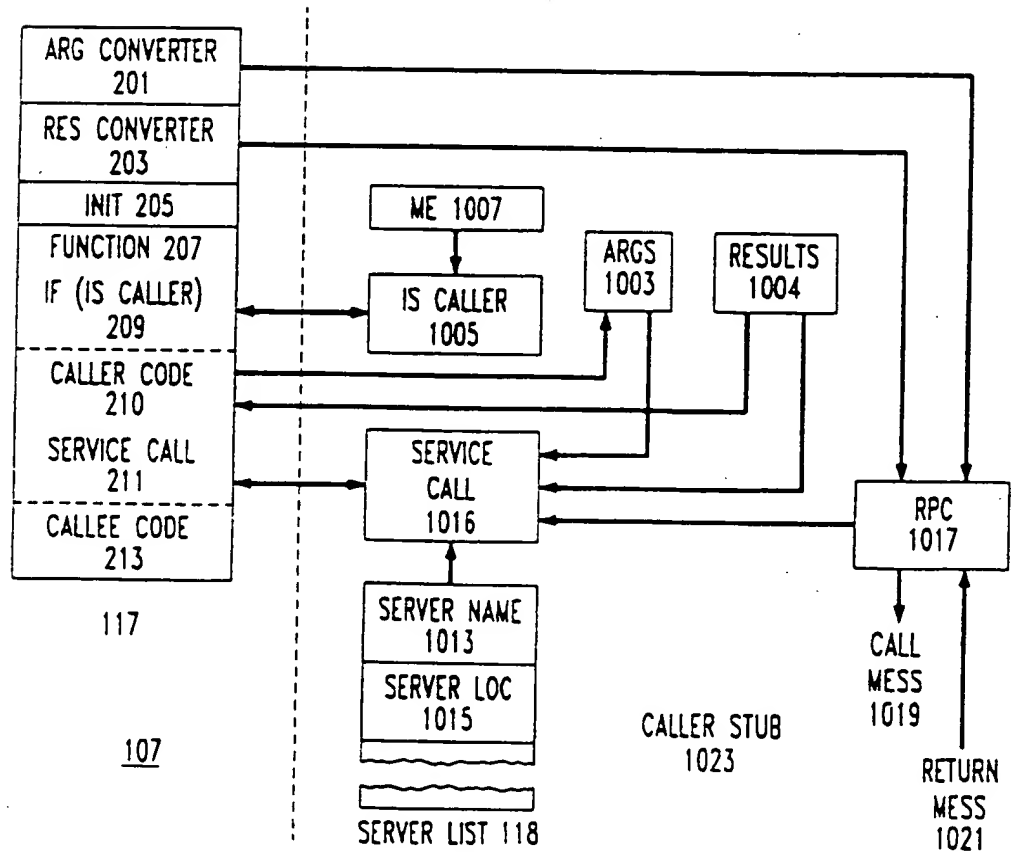 ARG CONVERTER
201
RES CONVERTER
203
INIT 205
FUNCTION 207
IF (IS CALLER)
209
CALLER CODE
210
SERVICE CALL
211
CALLEE CODE
213
117
107
ME 1007
IS CALLER
1005
ARGS
1003
RESULTS
1004
SERVICE
CALL
1016
SERVER NAME
1013
SERVER LOC
1015
SERVER LIST 118
RPC
1017
CALL
MESS
1019
CALLER STUB
1023
RETURN
MESS
1021